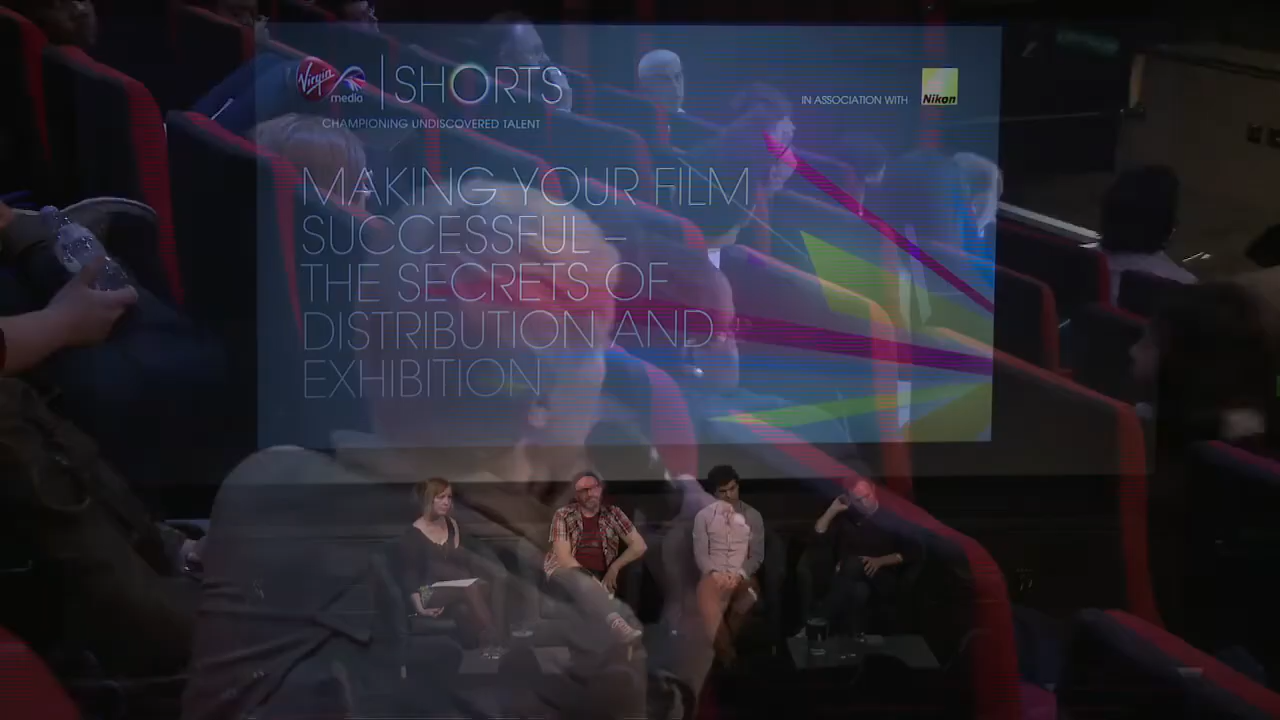 Virgin
media
SHORTS
CHAMPIONING UNDISCOVERED TALENT
IN ASSOCIATION WITH
Nikon
MAKING YOUR FILM
SUCCESSFUL –
THE SECRETS OF
DISTRIBUTION AND
EXHIBITION